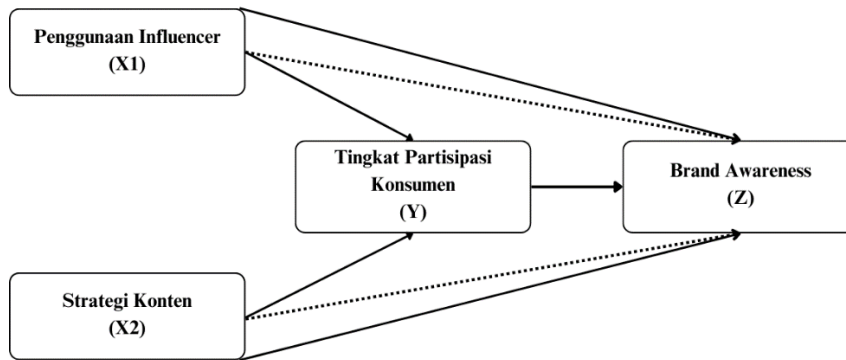 Penggunaan Influencer
(X1)
Tingkat Partisipasi
Konsumen
(Y)
Brand Awareness
(Z)
Strategi Konten
(X2)